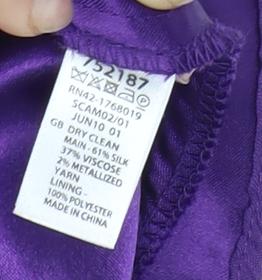 752187
RN42-1768019
SCAM02/01
JUN10 01
GB DRY CLEAN
MAIN - 61% SILK
37% VISCOSE
2% METALLIZED
YARN
LINING -
100% POLYESTER
MADE IN CHINA